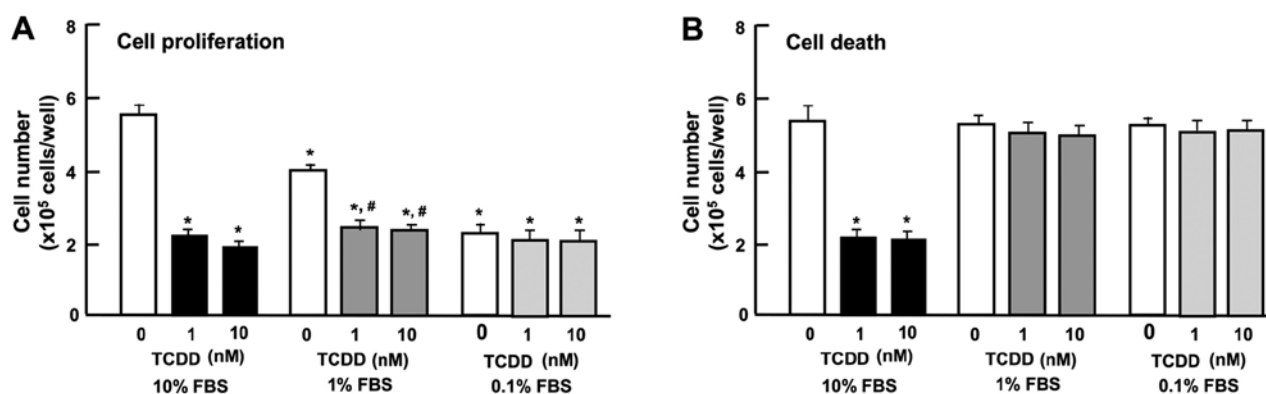 A
Cell proliferation
Cell number
(x10⁵ cells/well)
8
6
4
2
0
*
*
*
*, #
*, #
*
*
*
0 1 10 0 1 10 0 1 10
TCDD (nM) TCDD (nM) TCDD (nM)
10% FBS 1% FBS 0.1% FBS
B
Cell death
Cell number
(x10⁵ cells/well)
8
6
4
2
0
*
*
0 1 10 0 1 10 0 1 10
TCDD (nM) TCDD (nM) TCDD (nM)
10% FBS 1% FBS 0.1% FBS